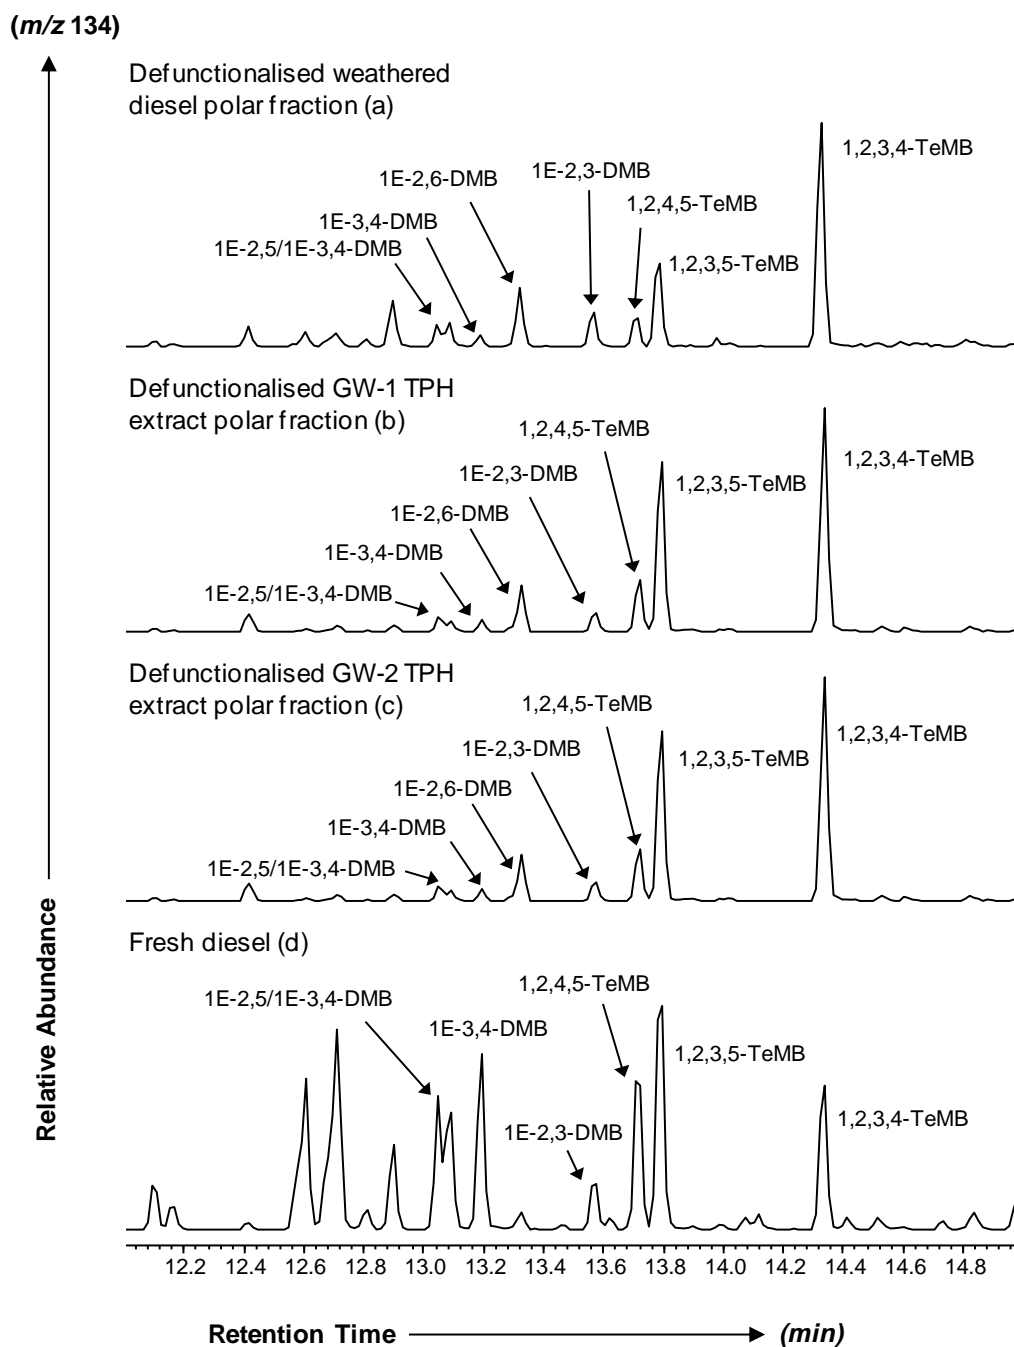 (m/z 134)
Defunctionalised weathered
diesel polar fraction (a)
1,2,3,4-TeMB
1E-2,3-DMB
1E-2,6-DMB
1,2,4,5-TeMB
1E-3,4-DMB
1E-2,5/1E-3,4-DMB
1,2,3,5-TeMB
Defunctionalised GW-1 TPH
extract polar fraction (b)
1,2,4,5-TeMB
1,2,3,4-TeMB
1E-2,3-DMB
1,2,3,5-TeMB
1E-2,6-DMB
1E-3,4-DMB
1E-2,5/1E-3,4-DMB
Defunctionalised GW-2 TPH
extract polar fraction (c)
1,2,4,5-TeMB
1,2,3,4-TeMB
1E-2,3-DMB
1,2,3,5-TeMB
1E-2,6-DMB
1E-3,4-DMB
1E-2,5/1E-3,4-DMB
Fresh diesel (d)
1,2,4,5-TeMB
1E-2,5/1E-3,4-DMB
1E-3,4-DMB
1,2,3,5-TeMB
1,2,3,4-TeMB
1E-2,3-DMB
Relative Abundance
12.2 12.4 12.6 12.8 13.0 13.2 13.4 13.6 13.8 14.0 14.2 14.4 14.6 14.8
Retention Time (min)